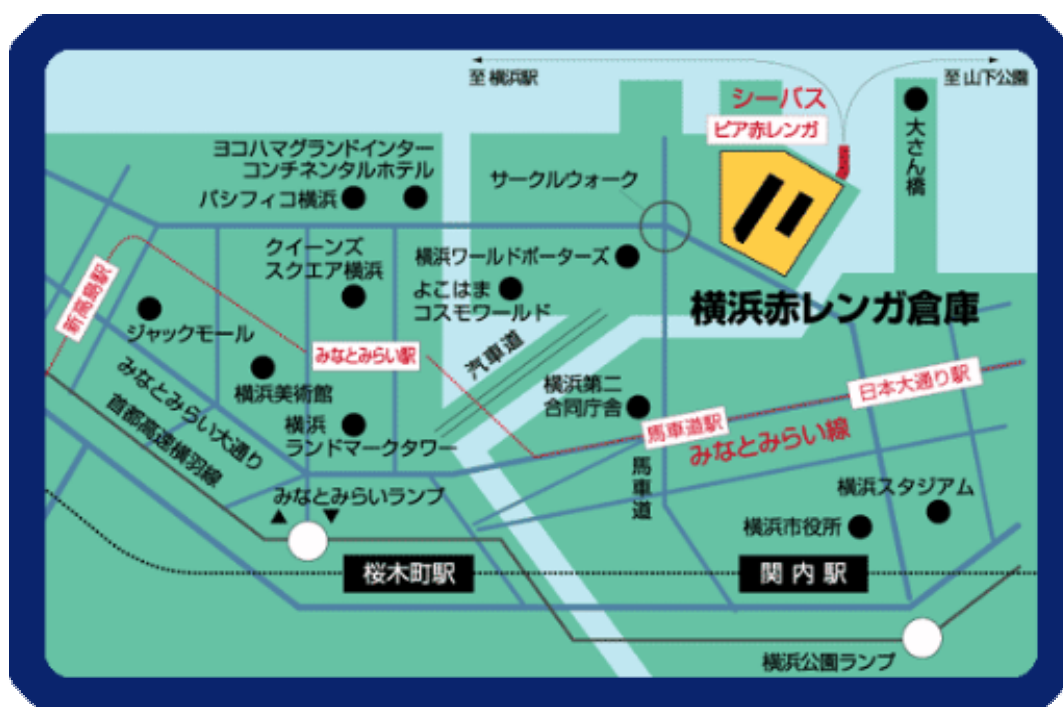 至 横浜駅
至 山下公園
シーバス
ピア赤レンガ
大さん橋
ヨコハマグランドインター
コンチネンタルホテル
パシフィコ横浜
サークルウォーク
クイーンズ
スクエア横浜
横浜ワールドポーターズ
よこはま
コスモワールド
新高島駅
ジャックモール
横浜赤レンガ倉庫
汽車道
みなとみらい駅
横浜美術館
横浜第二
合同庁舎
日本大通り駅
馬車道駅
みなとみらい線
みなとみらい大通り
首都高速横羽線
横浜
ランドマークタワー
馬車道
みなとみらいランプ
横浜スタジアム
横浜市役所
桜木町駅
関内駅
横浜公園ランプ